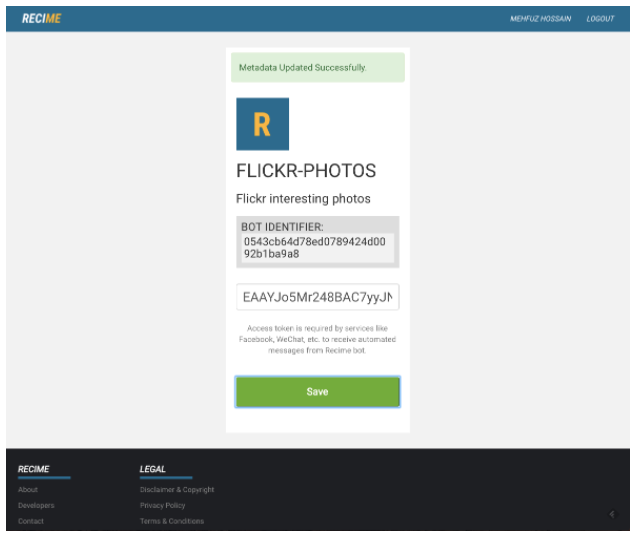 RECIME
MEHFUZ HOSSAIN LOGOUT
Metadata Updated Successfully.
R
FLICKR-PHOTOS
Flickr interesting photos
BOT IDENTIFIER:
0543cb64d78ed0789424d00
92b1ba9a8
EAAYJo5Mr248BAC7yyJN
Access token is required by services like
Facebook, WeChat, etc. to receive automated
messages from Recime bot.
Save
RECIME LEGAL
About Disclaimer & Copyright
Developers Privacy Policy
Contact Terms & Conditions